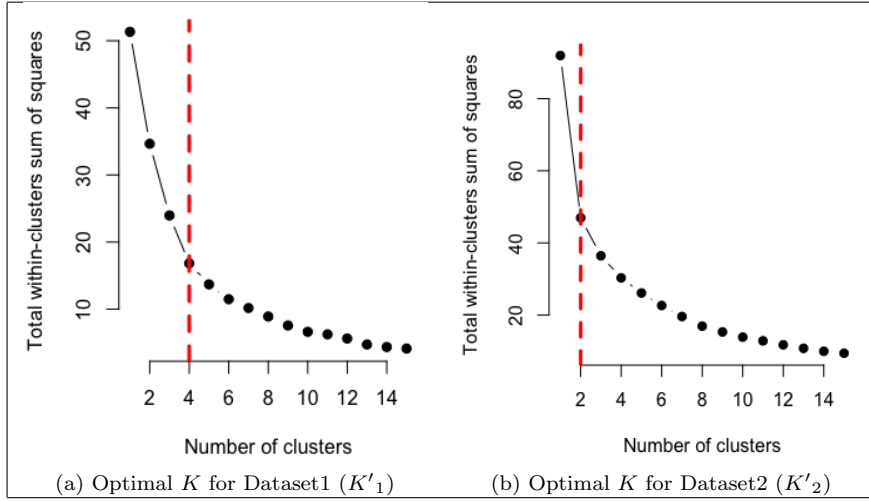 Total within-clusters sum of squares
50
40
30
20
10
2 4 6 8 10 12 14
Number of clusters
(a) Optimal K for Dataset1 (K'₁)
Total within-clusters sum of squares
80
60
40
20
2 4 6 8 10 12 14
Number of clusters
(b) Optimal K for Dataset2 (K'₂)